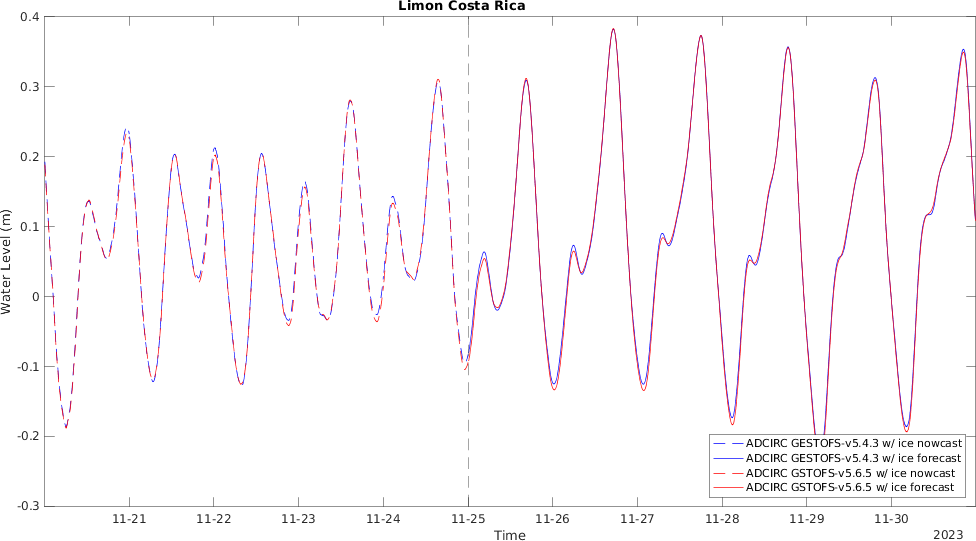 Limon Costa Rica
0.4
0.3
0.2
0.1
0
-0.1
-0.2
-0.3
Water Level (m)
ADCIRC GESTOFS-v5.4.3 w/ ice nowcast
ADCIRC GESTOFS-v5.4.3 w/ ice forecast
ADCIRC GSTOFS-v5.6.5 w/ ice nowcast
ADCIRC GSTOFS-v5.6.5 w/ ice forecast
11-21 11-22 11-23 11-24 11-25 11-26 11-27 11-28 11-29 11-30
Time
2023